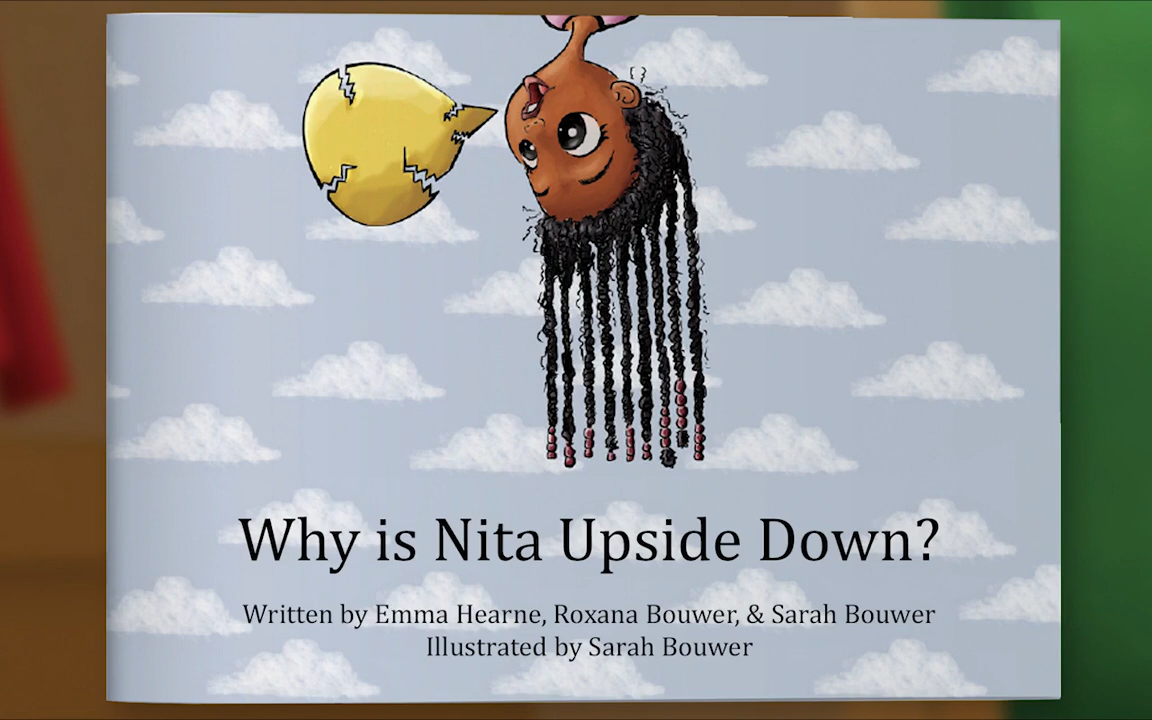 Why is Nita Upside Down?
Written by Emma Hearne, Roxana Bouwer, & Sarah Bouwer
Illustrated by Sarah Bouwer